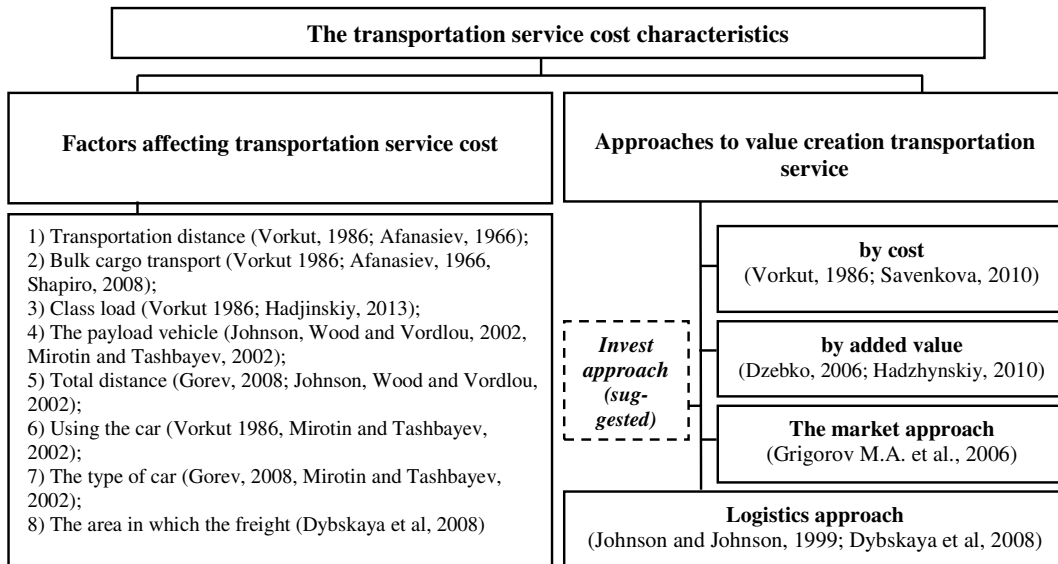 The transportation service cost characteristics
Factors affecting transportation service cost
1) Transportation distance (Vorkut, 1986; Afanasiev, 1966);
2) Bulk cargo transport (Vorkut 1986; Afanasiev, 1966,
Shapiro, 2008);
3) Class load (Vorkut 1986; Hadjinskiy, 2013);
4) The payload vehicle (Johnson, Wood and Vordlou, 2002,
Mirotin and Tashbayev, 2002);
5) Total distance (Gorev, 2008; Johnson, Wood and Vordlou,
2002);
6) Using the car (Vorkut 1986, Mirotin and Tashbayev,
2002);
7) The type of car (Gorev, 2008, Mirotin and Tashbayev,
2002);
8) The area in which the freight (Dybskaya et al, 2008)
Approaches to value creation transportation
service
by cost
(Vorkut, 1986; Savenkova, 2010)
Invest
approach
(sug-
gested)
by added value
(Dzebko, 2006; Hadzhynskiy, 2010)
The market approach
(Grigorov M.A. et al., 2006)
Logistics approach
(Johnson and Johnson, 1999; Dybskaya et al, 2008)